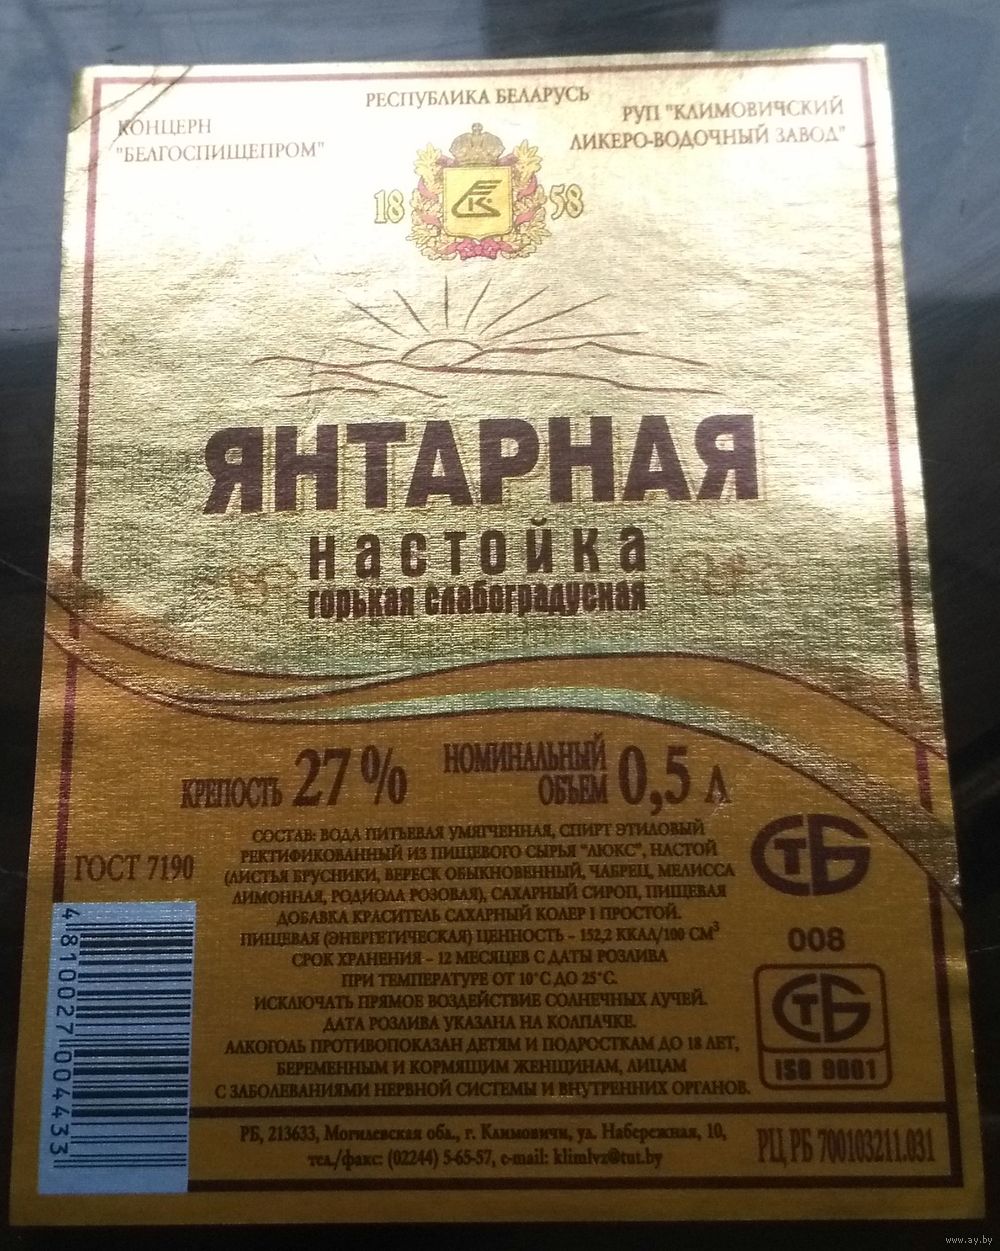 РЕСПУБЛИКА БЕЛАРУСЬ
КОНЦЕРН
"БЕЛГОСПИЩЕПРОМ"
РУП "КЛИМОВИЧСКИЙ
ЛИКЕРО-ВОДОЧНЫЙ ЗАВОД"
18 58
ЯНТАРНАЯ
настойка
горькая слабоградусная
КРЕПОСТЬ 27 %
НОМИНАЛЬНЫЙ
ОБЪЕМ 0,5 Л
ГОСТ 7190
СОСТАВ: ВОДА ПИТЬЕВАЯ УМЯГЧЕННАЯ, СПИРТ ЭТИЛОВЫЙ
РЕКТИФИКОВАННЫЙ ИЗ ПИЩЕВОГО СЫРЬЯ "ЛЮКС", НАСТОЙ
(ЛИСТЬЯ БРУСНИКИ, ВЕРЕСК ОБЫКНОВЕННЫЙ, ЧАБРЕЦ, МЕЛИССА
ЛИМОННАЯ, РОДИОЛА РОЗОВАЯ), САХАРНЫЙ СИРОП, ПИЩЕВАЯ
ДОБАВКА КРАСИТЕЛЬ САХАРНЫЙ КОЛЕР I ПРОСТОЙ.
ПИЩЕВАЯ (ЭНЕРГЕТИЧЕСКАЯ) ЦЕННОСТЬ - 152,2 ККАЛ/100 СМ³
СРОК ХРАНЕНИЯ - 12 МЕСЯЦЕВ С ДАТЫ РОЗЛИВА
ПРИ ТЕМПЕРАТУРЕ ОТ 10°С ДО 25°С.
ИСКЛЮЧАТЬ ПРЯМОЕ ВОЗДЕЙСТВИЕ СОЛНЕЧНЫХ ЛУЧЕЙ.
ДАТА РОЗЛИВА УКАЗАНА НА КОЛПАЧКЕ.
АЛКОГОЛЬ ПРОТИВОПОКАЗАН ДЕТЯМ И ПОДРОСТКАМ ДО 18 ЛЕТ,
БЕРЕМЕННЫМ И КОРМЯЩИМ ЖЕНЩИНАМ, ЛИЦАМ
С ЗАБОЛЕВАНИЯМИ НЕРВНОЙ СИСТЕМЫ И ВНУТРЕННИХ ОРГАНОВ.
СТБ
008
СТБ
ISO 9001
4 810027 004433
РБ, 213633, Могилевская обл., г. Климовичи, ул. Набережная, 10,
тел./факс: (02244) 5-65-57, e-mail: klimlvz@tut.by
РЦ РБ 700103211.031
www.ay.by